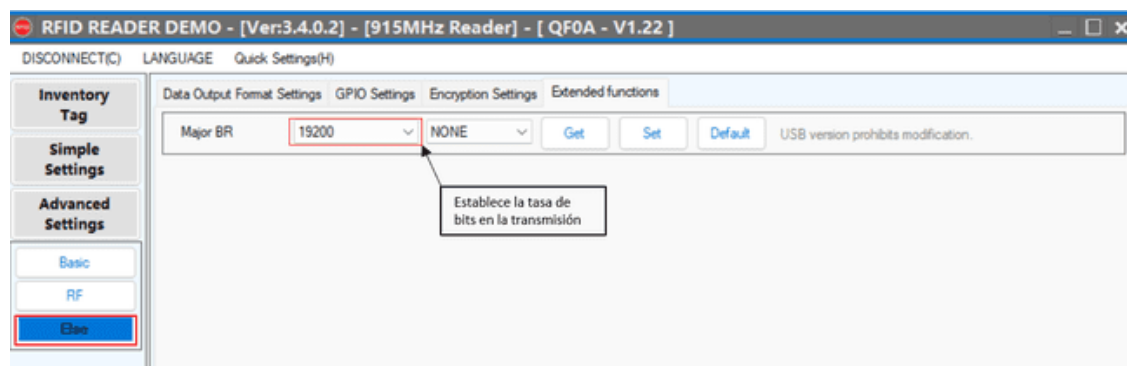 RFID READER DEMO - [Ver:3.4.0.2] - [915MHz Reader] - [ QF0A - V1.22 ]
DISCONNECT(C) LANGUAGE Quick Settings(H)
Inventory
Tag
Simple
Settings
Advanced
Settings
Basic
RF
Else
Data Output Format Settings GPIO Settings Encryption Settings Extended functions
Major BR 19200 NONE Get Set Default USB version prohibits modification.
Establece la tasa de
bits en la transmisión